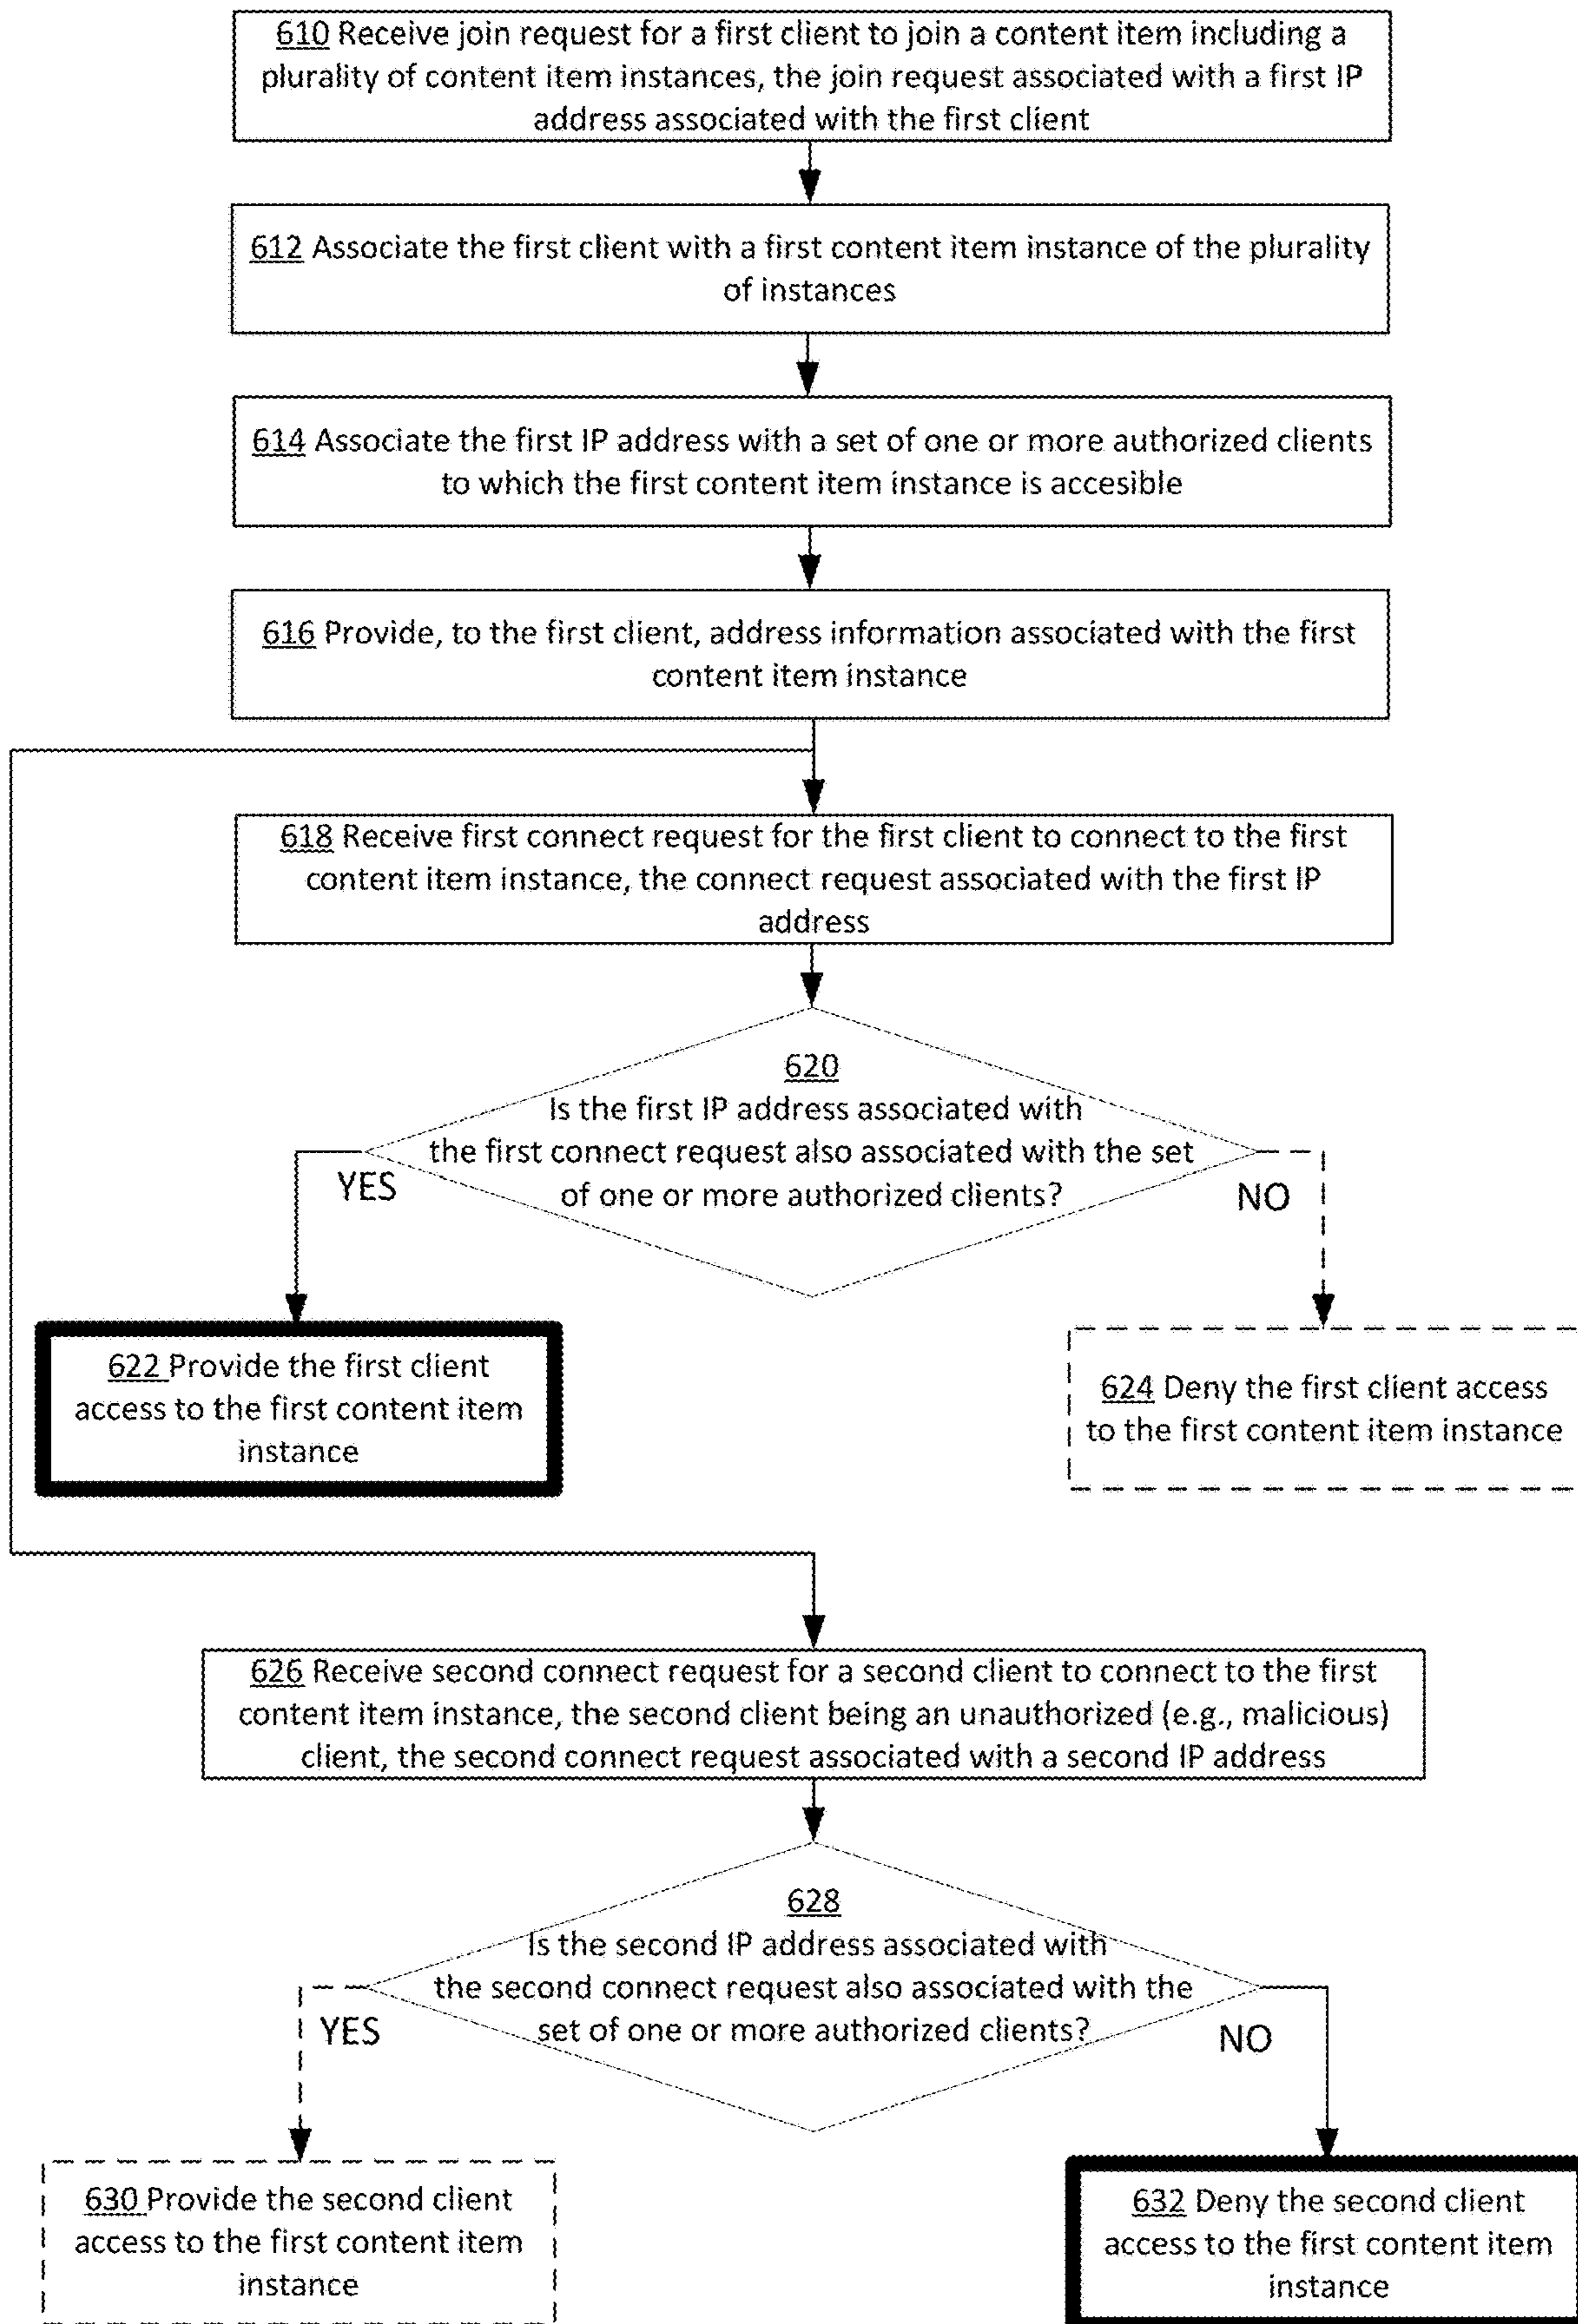 610 Receive join request for a first client to join a content item including a
plurality of content item instances, the join request associated with a first IP
address associated with the first client
612 Associate the first client with a first content item instance of the plurality
of instances
614 Associate the first IP address with a set of one or more authorized clients
to which the first content item instance is accesible
616 Provide, to the first client, address information associated with the first
content item instance
618 Receive first connect request for the first client to connect to the first
content item instance, the connect request associated with the first IP
address
620
Is the first IP address associated with
the first connect request also associated with the set
of one or more authorized clients?
YES
NO
622 Provide the first client
access to the first content item
instance
624 Deny the first client access
to the first content item instance
626 Receive second connect request for a second client to connect to the first
content item instance, the second client being an unauthorized (e.g., malicious)
client, the second connect request associated with a second IP address
628
Is the second IP address associated with
the second connect request also associated with the
set of one or more authorized clients?
YES
NO
630 Provide the second client
access to the first content item
instance
632 Deny the second client
access to the first content item
instance